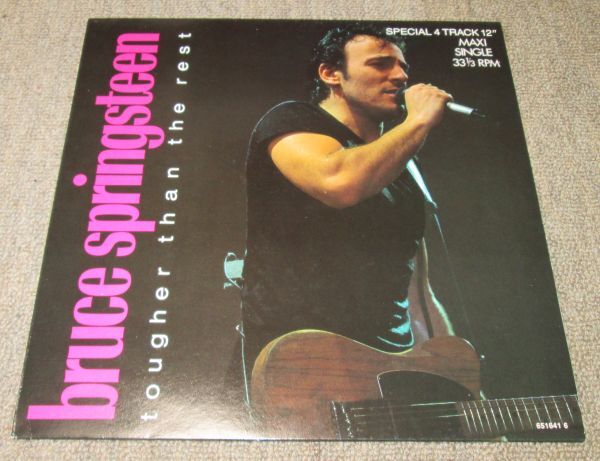 bruce springsteen
tougher than the rest
SPECIAL 4 TRACK 12"
MAXI
SINGLE
33⅓ RPM
651641 6